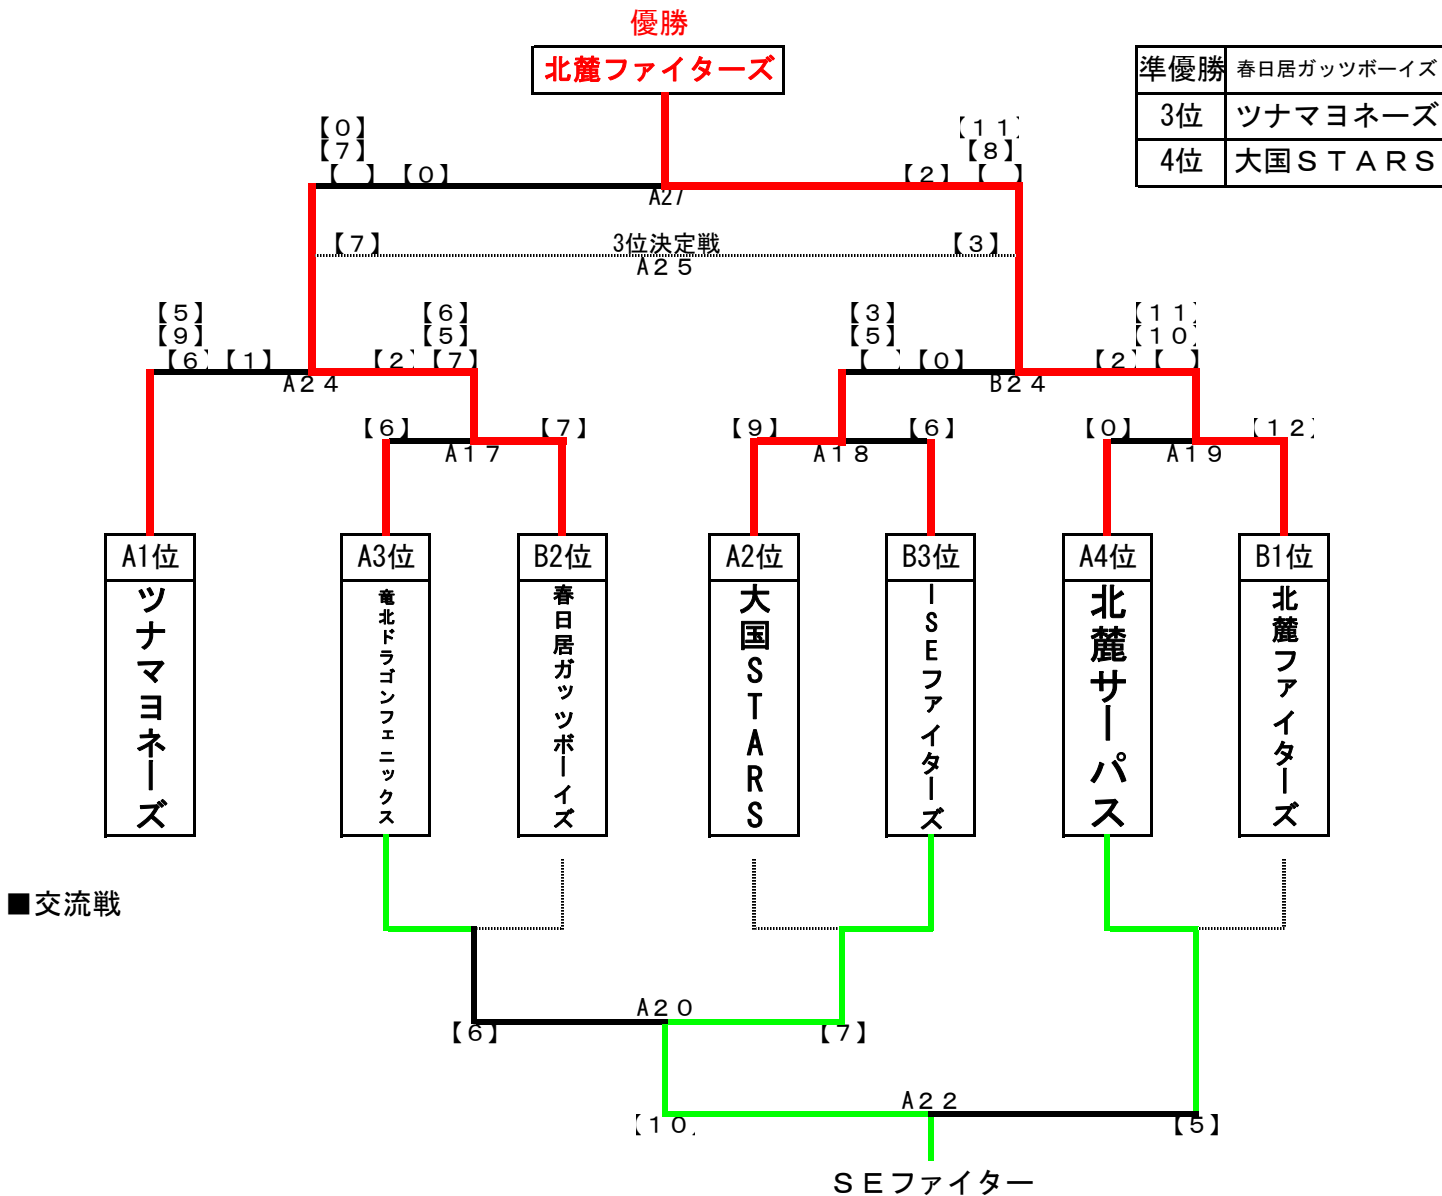 優勝
北麓ファイターズ
準優勝 春日居ガッツボーイズ
3位 ツナマヨネーズ
4位 大国ＳＴＡＲＳ
【０】 【１１】
【７】 【８】
【　】 【０】 【２】 【　】
A27
【７】 3位決定戦 【３】
A２５
【５】 【６】 【３】 【１１】
【９】 【５】 【５】 【１０】
【６】 【１】 【２】 【７】 【　】 【０】 【２】 【　】
A２４ B２４
【６】 【７】 【９】 【６】 【０】 【１２】
A１７ A１８ A１９
A1位 A3位 B2位 A2位 B3位 A4位 B1位
ツナマヨネーズ
竜北ドラゴンフェニックス
春日居ガッツボーイズ
大国STARS
ISEファイターズ
北麓サーパス
北麓ファイターズ
■交流戦
A２０
【６】 【７】
A２２
【１０】 【５】
ＳＥファイター